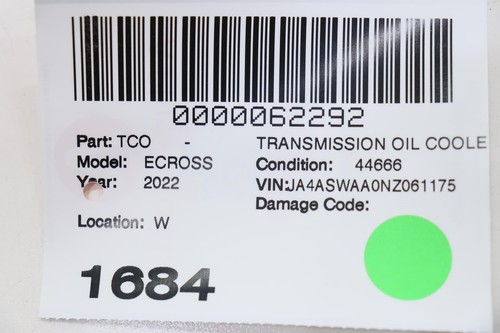 0000062292
Part: TCO - TRANSMISSION OIL COOLE
Model: ECROSS Condition: 44666
Year: 2022 VIN:JA4ASWAA0NZ061175
Damage Code:
Location: W
1684